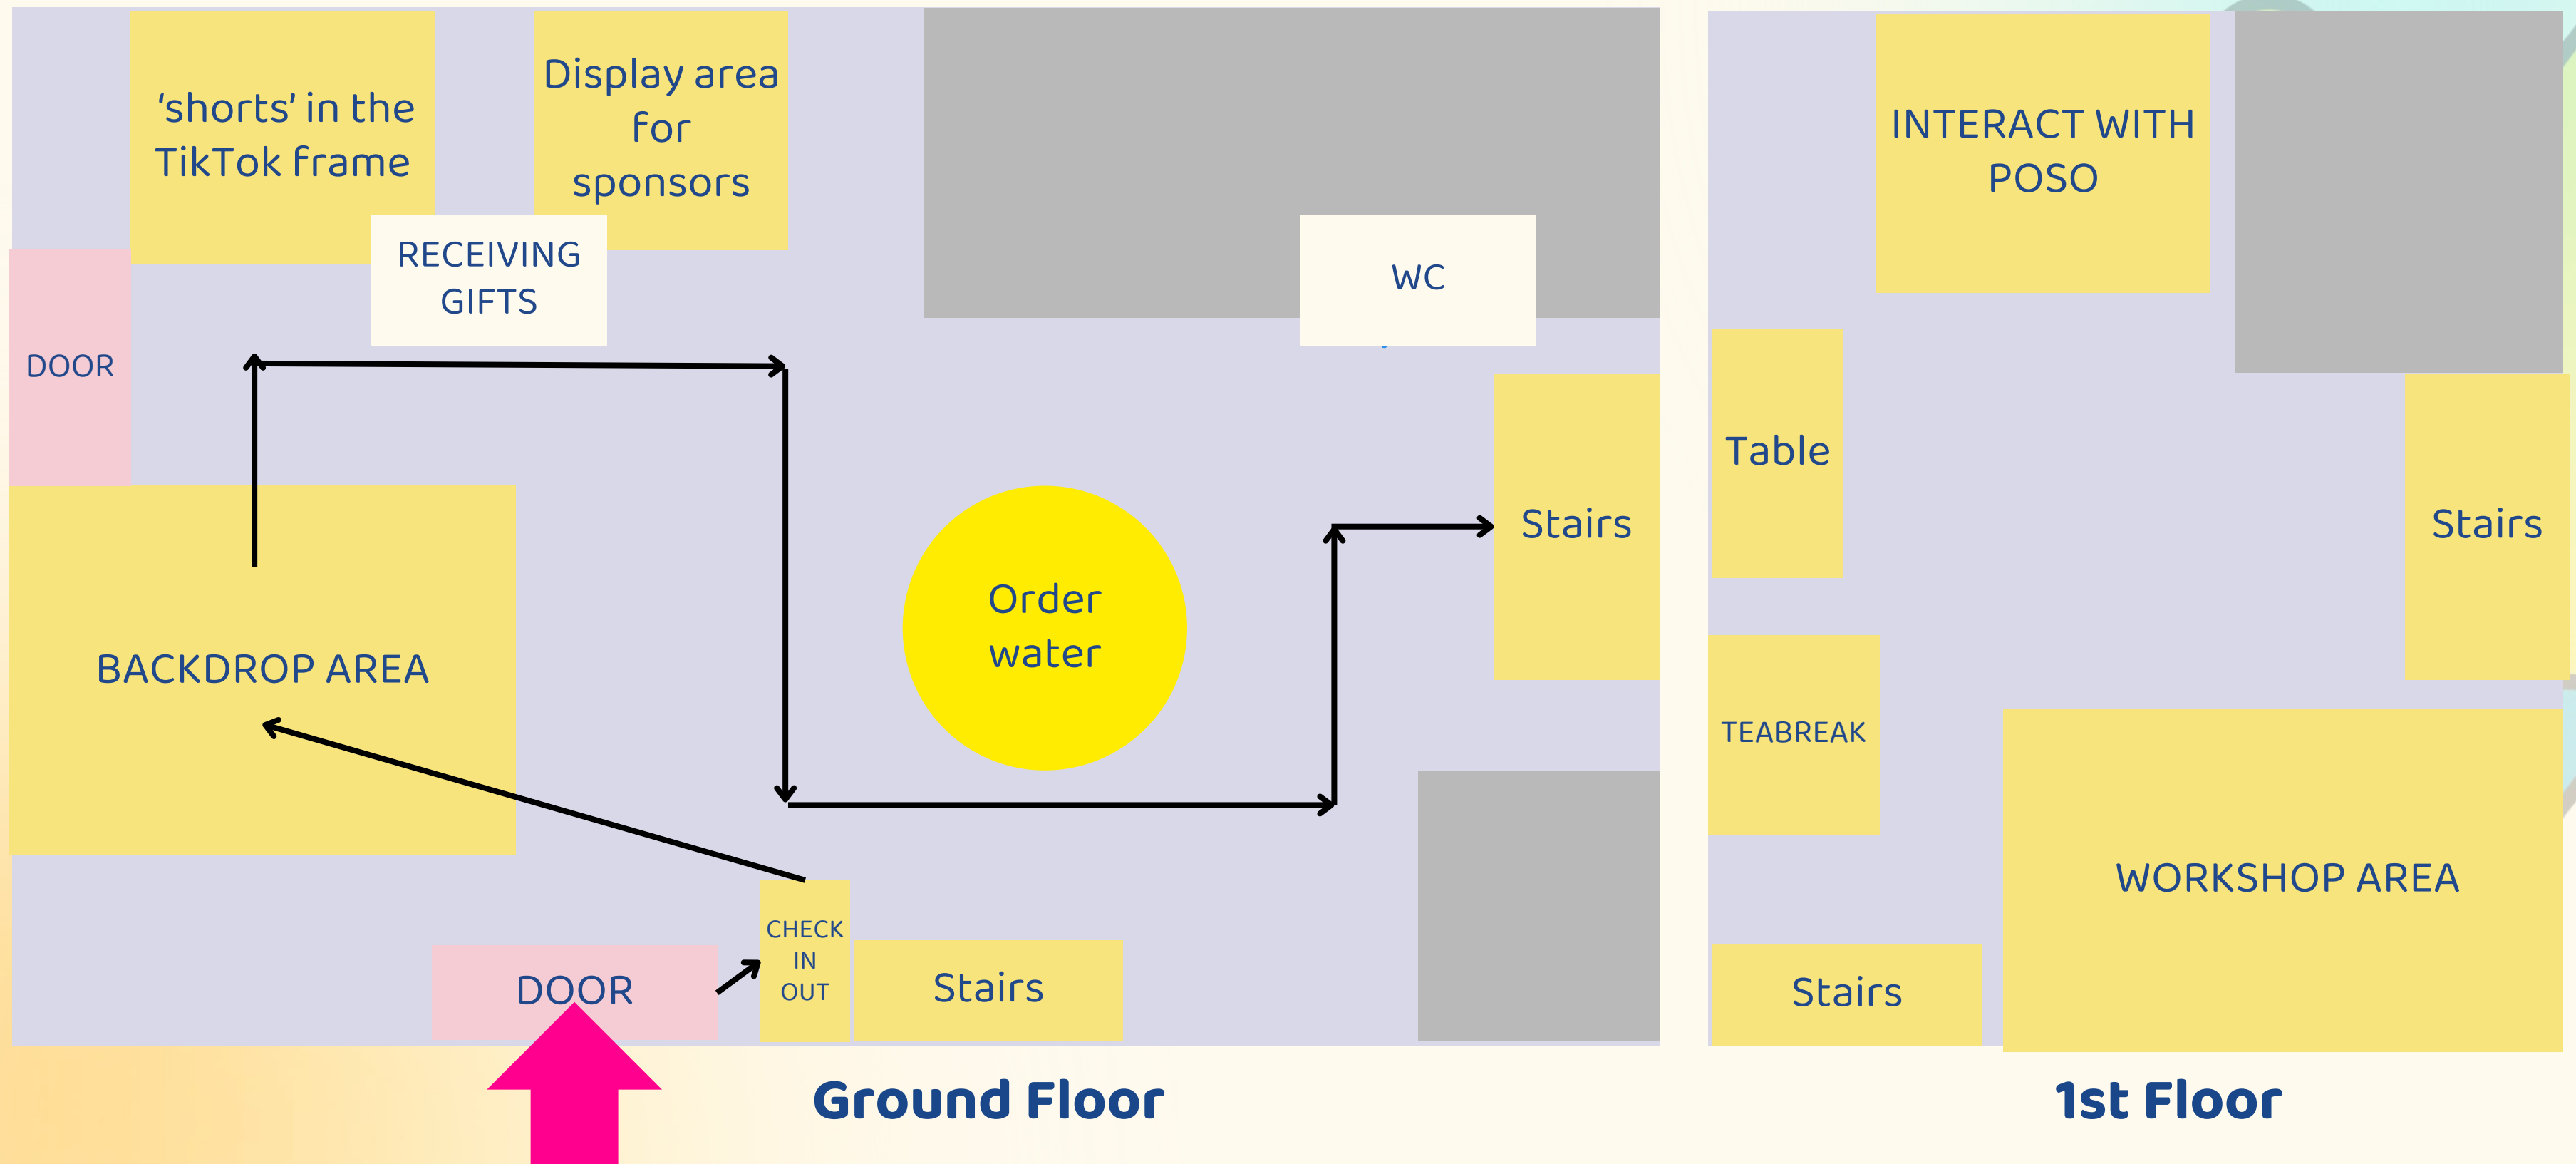 ‘shorts’ in the
TikTok frame
Display area
for
sponsors
RECEIVING
GIFTS
WC
DOOR
Stairs
Order
water
BACKDROP AREA
CHECK
IN
OUT
DOOR
Stairs
Ground Floor
INTERACT WITH
POSO
Table
Stairs
TEABREAK
WORKSHOP AREA
Stairs
1st Floor